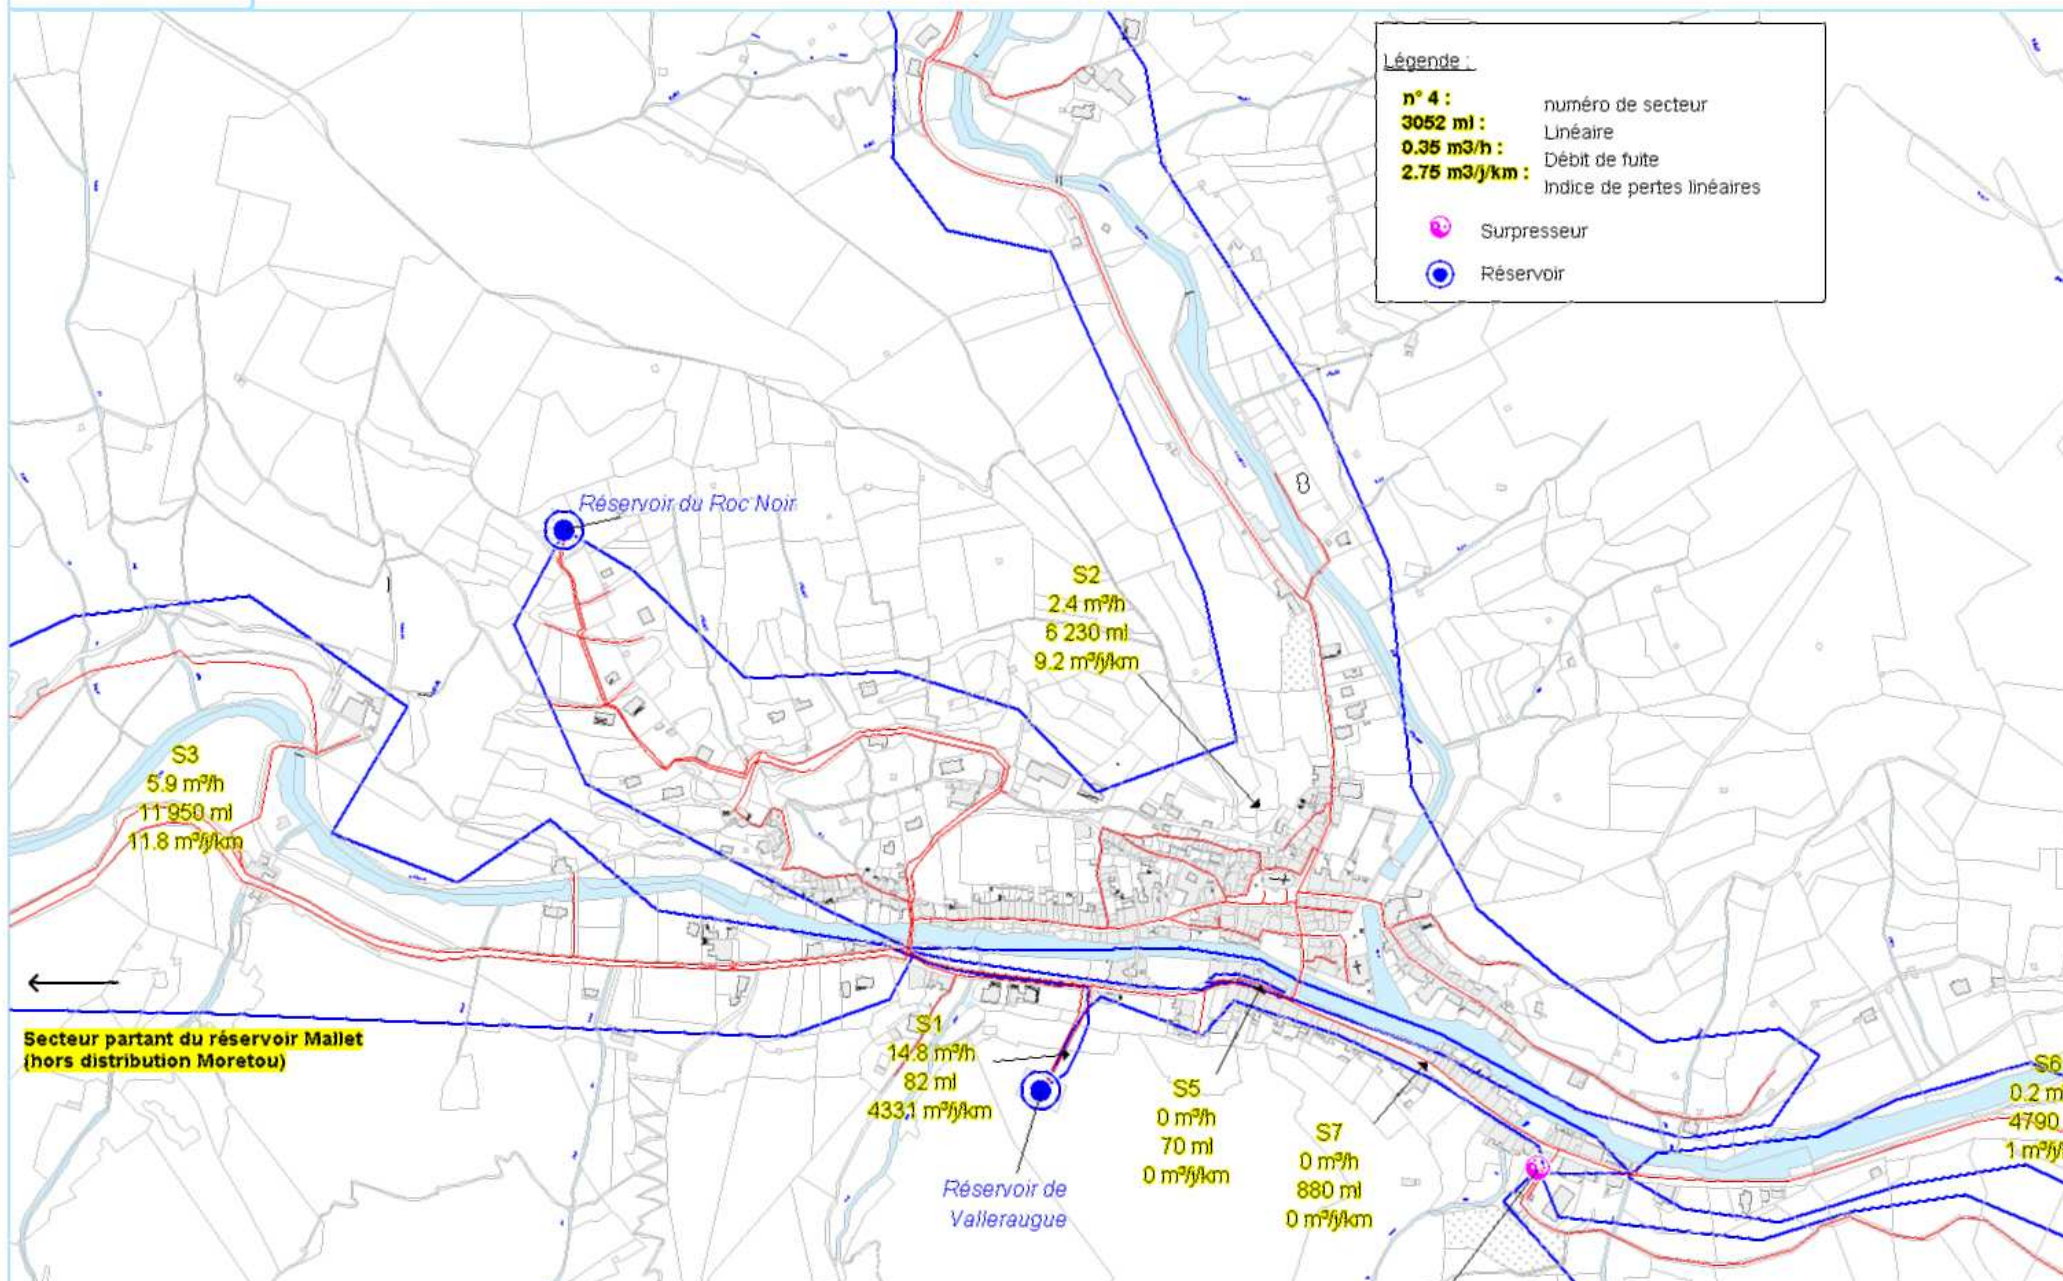 Légende :
n° 4 : numéro de secteur
3052 ml : Linéaire
0.35 m3/h : Débit de fuite
2.75 m3/j/km : Indice de pertes linéaires
Surpresseur
Réservoir
Réservoir du Roc Noir
S2
2.4 m³/h
6 230 ml
9.2 m³/j/km
S3
5.9 m³/h
11 950 ml
11.8 m³/j/km
Secteur partant du réservoir Mallet
(hors distribution Moretou)
S1
14.8 m³/h
82 ml
4331 m³/j/km
Réservoir de
Valleraugue
S5
0 m³/h
70 ml
0 m³/j/km
S7
0 m³/h
880 ml
0 m³/j/km
S6
0.2 m
4790
1 m³/j/